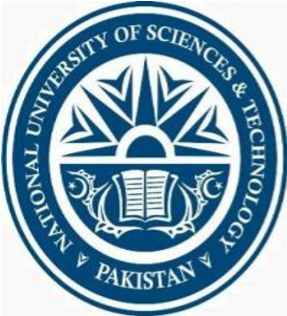 NATIONAL UNIVERSITY OF SCIENCES & TECHNOLOGY
PAKISTAN